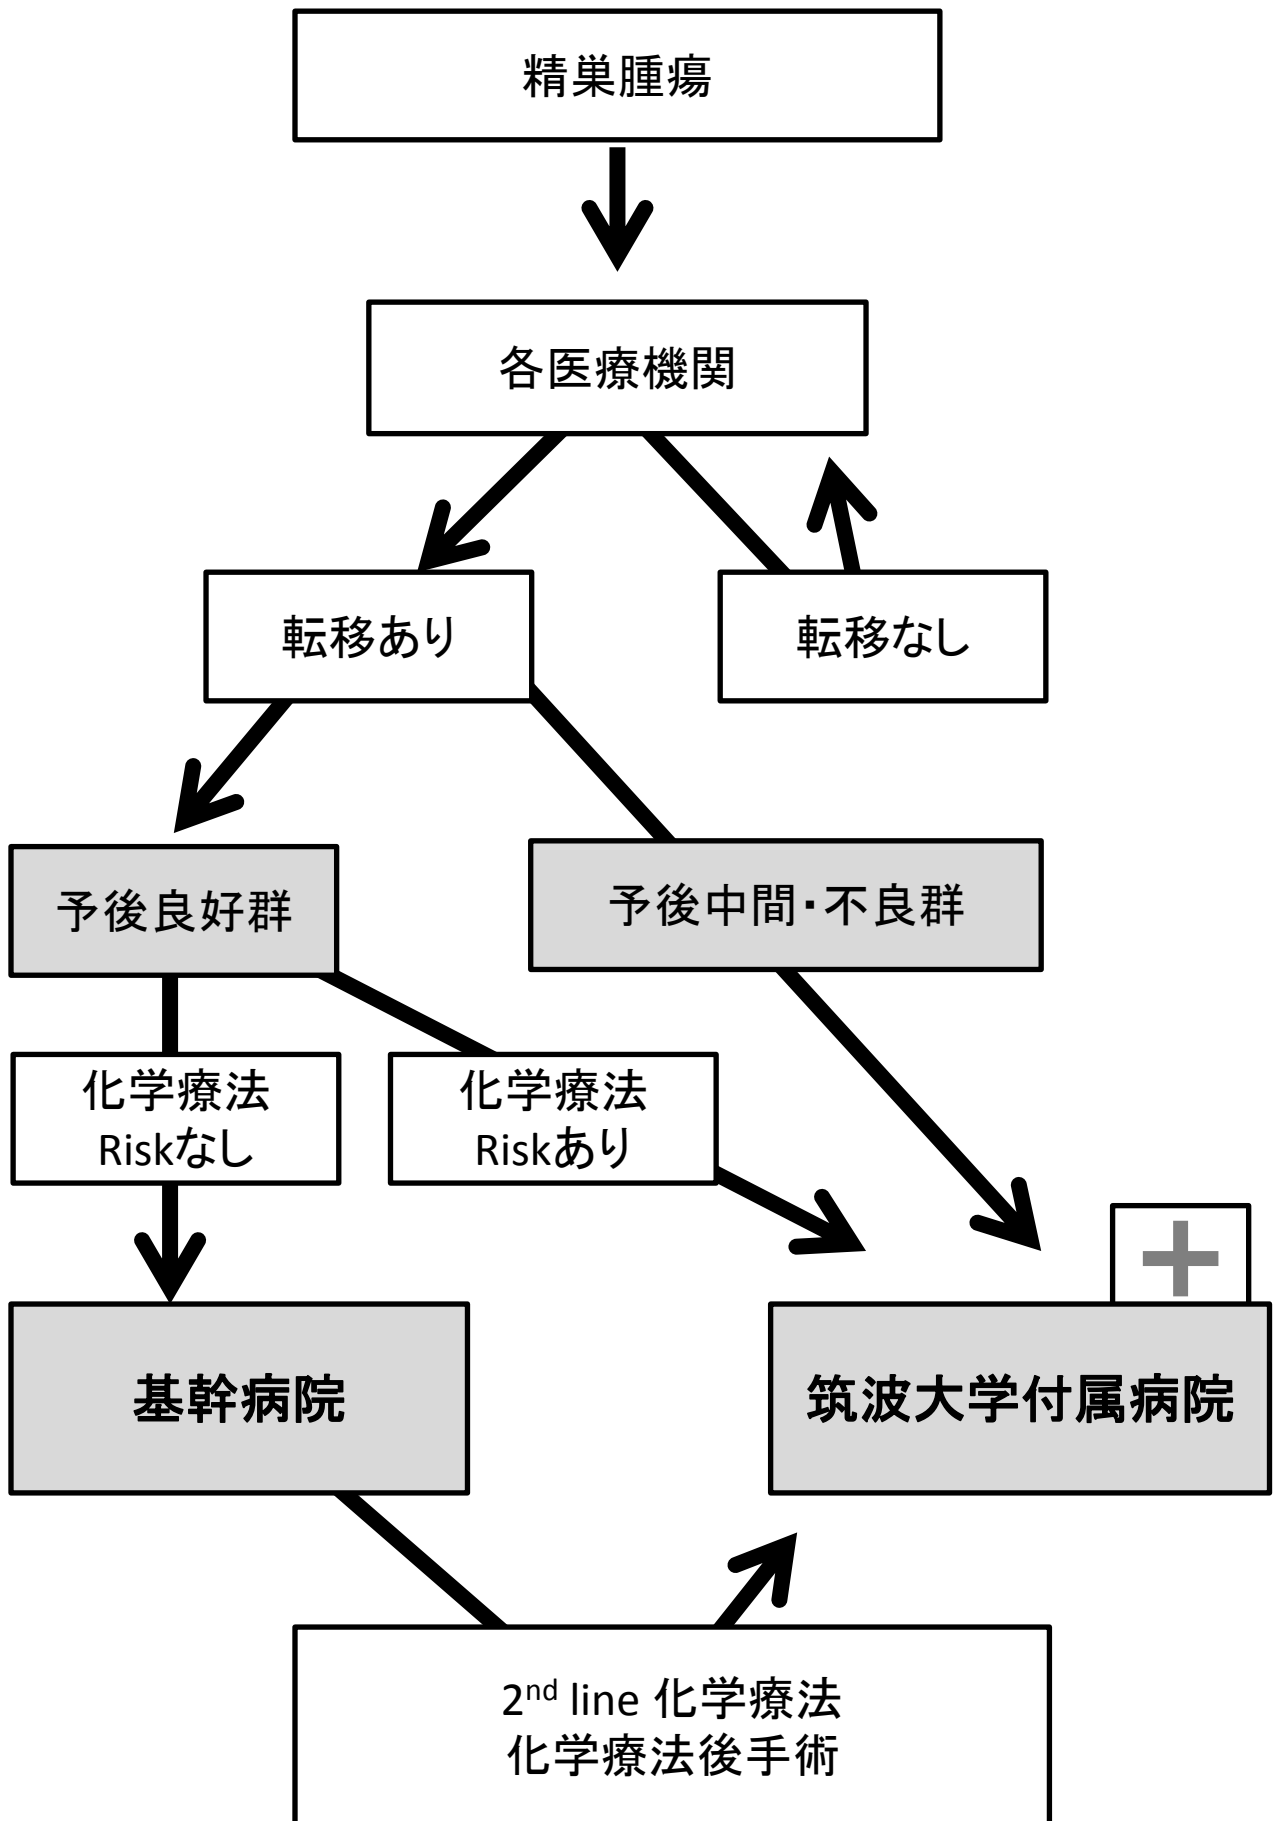 精巣腫瘍
各医療機関
転移あり
転移なし
予後良好群
予後中間・不良群
化学療法
Riskなし
化学療法
Riskあり
基幹病院
筑波大学付属病院
2nd line 化学療法
化学療法後手術